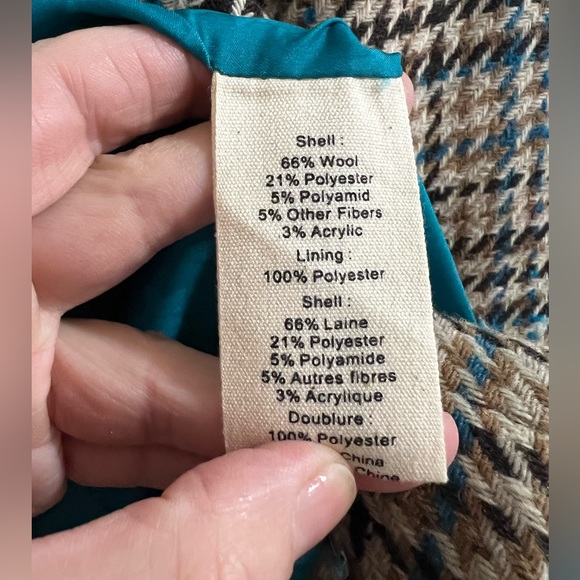 Shell :
66% Wool
21% Polyester
5% Polyamid
5% Other Fibers
3% Acrylic
Lining :
100% Polyester
Shell :
66% Laine
21% Polyester
5% Polyamide
5% Autres fibres
3% Acrylique
Doublure :
100% Polyester
China
China